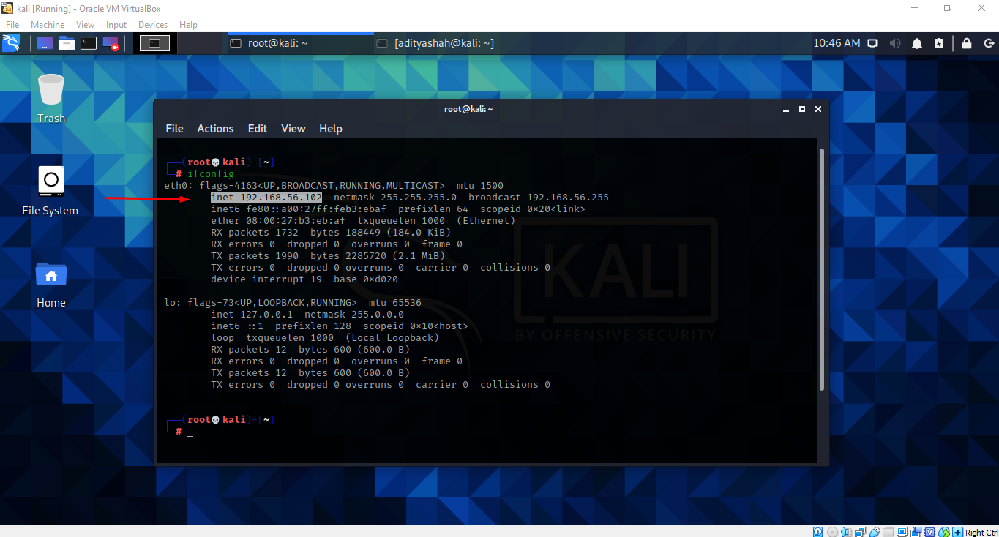 kali [Running] - Oracle VM VirtualBox
File Machine View Input Devices Help
root@kali: ~
[adityashah@kali: ~]
10:46 AM
Trash
File System
Home
root@kali: ~
File Actions Edit View Help
┌──(root💀kali)-[~]
└─# ifconfig
eth0: flags=4163<UP,BROADCAST,RUNNING,MULTICAST>  mtu 1500
        inet 192.168.56.102  netmask 255.255.255.0  broadcast 192.168.56.255
        inet6 fe80::a00:27ff:feb3:ebaf  prefixlen 64  scopeid 0×20<link>
        ether 08:00:27:b3:eb:af  txqueuelen 1000  (Ethernet)
        RX packets 1732  bytes 188449 (184.0 KiB)
        RX errors 0  dropped 0  overruns 0  frame 0
        TX packets 1990  bytes 2285720 (2.1 MiB)
        TX errors 0  dropped 0 overruns 0  carrier 0  collisions 0
        device interrupt 19  base 0×d020
lo: flags=73<UP,LOOPBACK,RUNNING>  mtu 65536
        inet 127.0.0.1  netmask 255.0.0.0
        inet6 ::1  prefixlen 128  scopeid 0×10<host>
        loop  txqueuelen 1000  (Local Loopback)
        RX packets 12  bytes 600 (600.0 B)
        RX errors 0  dropped 0  overruns 0  frame 0
        TX packets 12  bytes 600 (600.0 B)
        TX errors 0  dropped 0 overruns 0  carrier 0  collisions 0
┌──(root💀kali)-[~]
└─# _
KALI
BY OFFENSIVE SECURITY
Right Ctrl